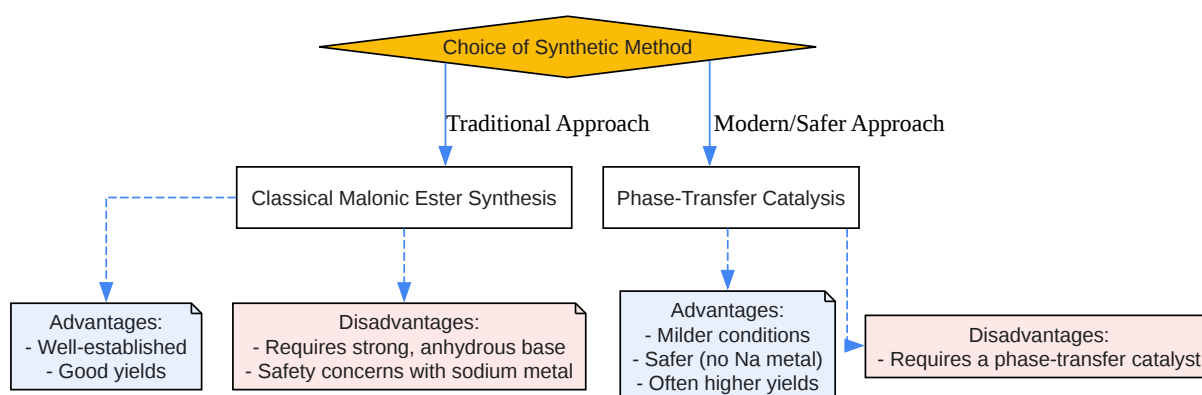 Choice of Synthetic Method
Traditional Approach
Modern/Safer Approach
Classical Malonic Ester Synthesis
Phase-Transfer Catalysis
Advantages:
- Well-established
- Good yields
Disadvantages:
- Requires strong, anhydrous base
- Safety concerns with sodium metal
Advantages:
- Milder conditions
- Safer (no Na metal)
- Often higher yields
Disadvantages:
- Requires a phase-transfer catalyst